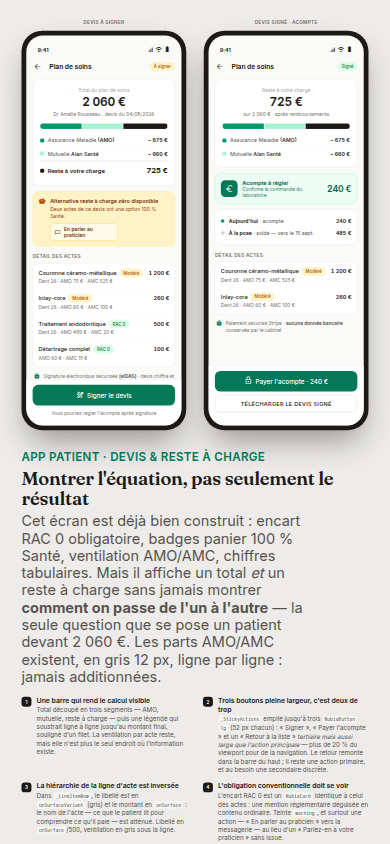 DEVIS À SIGNER
9:41
Plan de soins
À signer
Total du plan de soins
2 060 €
Dr Amélie Rousseau · devis du 04/08/2026
Assurance Maladie (AMO)
− 675 €
Mutuelle Alan Santé
− 660 €
Reste à votre charge
725 €
Alternative reste à charge zéro disponible
Deux actes de ce devis ont une option 100 %
Santé.
En parler au
praticien
DÉTAIL DES ACTES
Couronne céramo-métallique
Modéré
1 200 €
Dent 26 · AMO 75 € · AMC 525 €
Inlay-core
Modéré
260 €
Dent 26 · AMO 60 € · AMC 100 €
Traitement endodontique
RAC 0
500 €
Dent 26 · AMO 480 € · AMC 20 €
Détartrage complet
RAC 0
100 €
AMO 60 € · AMC 15 €
Signature électronique sécurisée (eIDAS) · devis chiffré et
Signer le devis
Vous pourrez régler l'acompte après signature
DEVIS SIGNÉ · ACOMPTE
9:41
Plan de soins
Signé
Reste à votre charge
725 €
sur 2 060 € · après remboursements
Assurance Maladie (AMO)
− 675 €
Mutuelle Alan Santé
− 660 €
€
Acompte à régler
Confirme la commande du
laboratoire
240 €
Aujourd'hui · acompte
240 €
À la pose · solde — vers le 15 sept.
485 €
DÉTAIL DES ACTES
Couronne céramo-métallique
Modéré
1 200 €
Dent 26 · AMO 75 € · AMC 525 €
Inlay-core
Modéré
260 €
Dent 26 · AMO 60 € · AMC 100 €
Paiement sécurisé Stripe · aucune donnée bancaire
conservée par le cabinet
Payer l'acompte · 240 €
TÉLÉCHARGER LE DEVIS SIGNÉ
APP PATIENT · DEVIS & RESTE À CHARGE
Montrer l'équation, pas seulement le
résultat
Cet écran est déjà bien construit : encart
RAC 0 obligatoire, badges panier 100 %
Santé, ventilation AMO/AMC, chiffres
tabulaires. Mais il affiche un total et un
reste à charge sans jamais montrer
comment on passe de l'un à l'autre — la
seule question que se pose un patient
devant 2 060 €. Les parts AMO/AMC
existent, en gris 12 px, ligne par ligne :
jamais additionnées.
1
Une barre qui rend le calcul visible
Total découpé en trois segments — AMO,
mutuelle, reste à charge — puis une légende qui
soustrait ligne à ligne jusqu'au montant final,
souligné d'un filet. La ventilation par acte reste,
mais elle n'est plus le seul endroit où l'information
existe.
2
Trois boutons pleine largeur, c'est deux de
trop
_StickyActions empile jusqu'à trois NubiaButton
lg (52 px chacun) : « Signer », « Payer l'acompte
» et un « Retour à la liste » tertiaire mais aussi
large que l'action principale — plus de 20 % du
viewport pour de la navigation. Le retour remonte
dans la barre du haut ; il reste une action primaire,
et au plus une secondaire discrète.
3
La hiérarchie de la ligne d'acte est inversée
Dans _LineItemRow, le libellé est en
onSurfaceVariant (gris) et le montant en onSurface :
le nom de l'acte — ce que le patient lit pour
comprendre ce qu'il paie — est atténué. Libellé en
onSurface/500, ventilation en gris sous la ligne.
4
L'obligation conventionnelle doit se voir
L'encart RAC 0 est un NubiaCard identique à celui
des actes : une mention réglementaire déguisée en
contenu ordinaire. Teinte warning, et surtout une
action — « En parler au praticien » vers la
messagerie — au lieu d'un « Parlez-en à votre
praticien » sans issue.